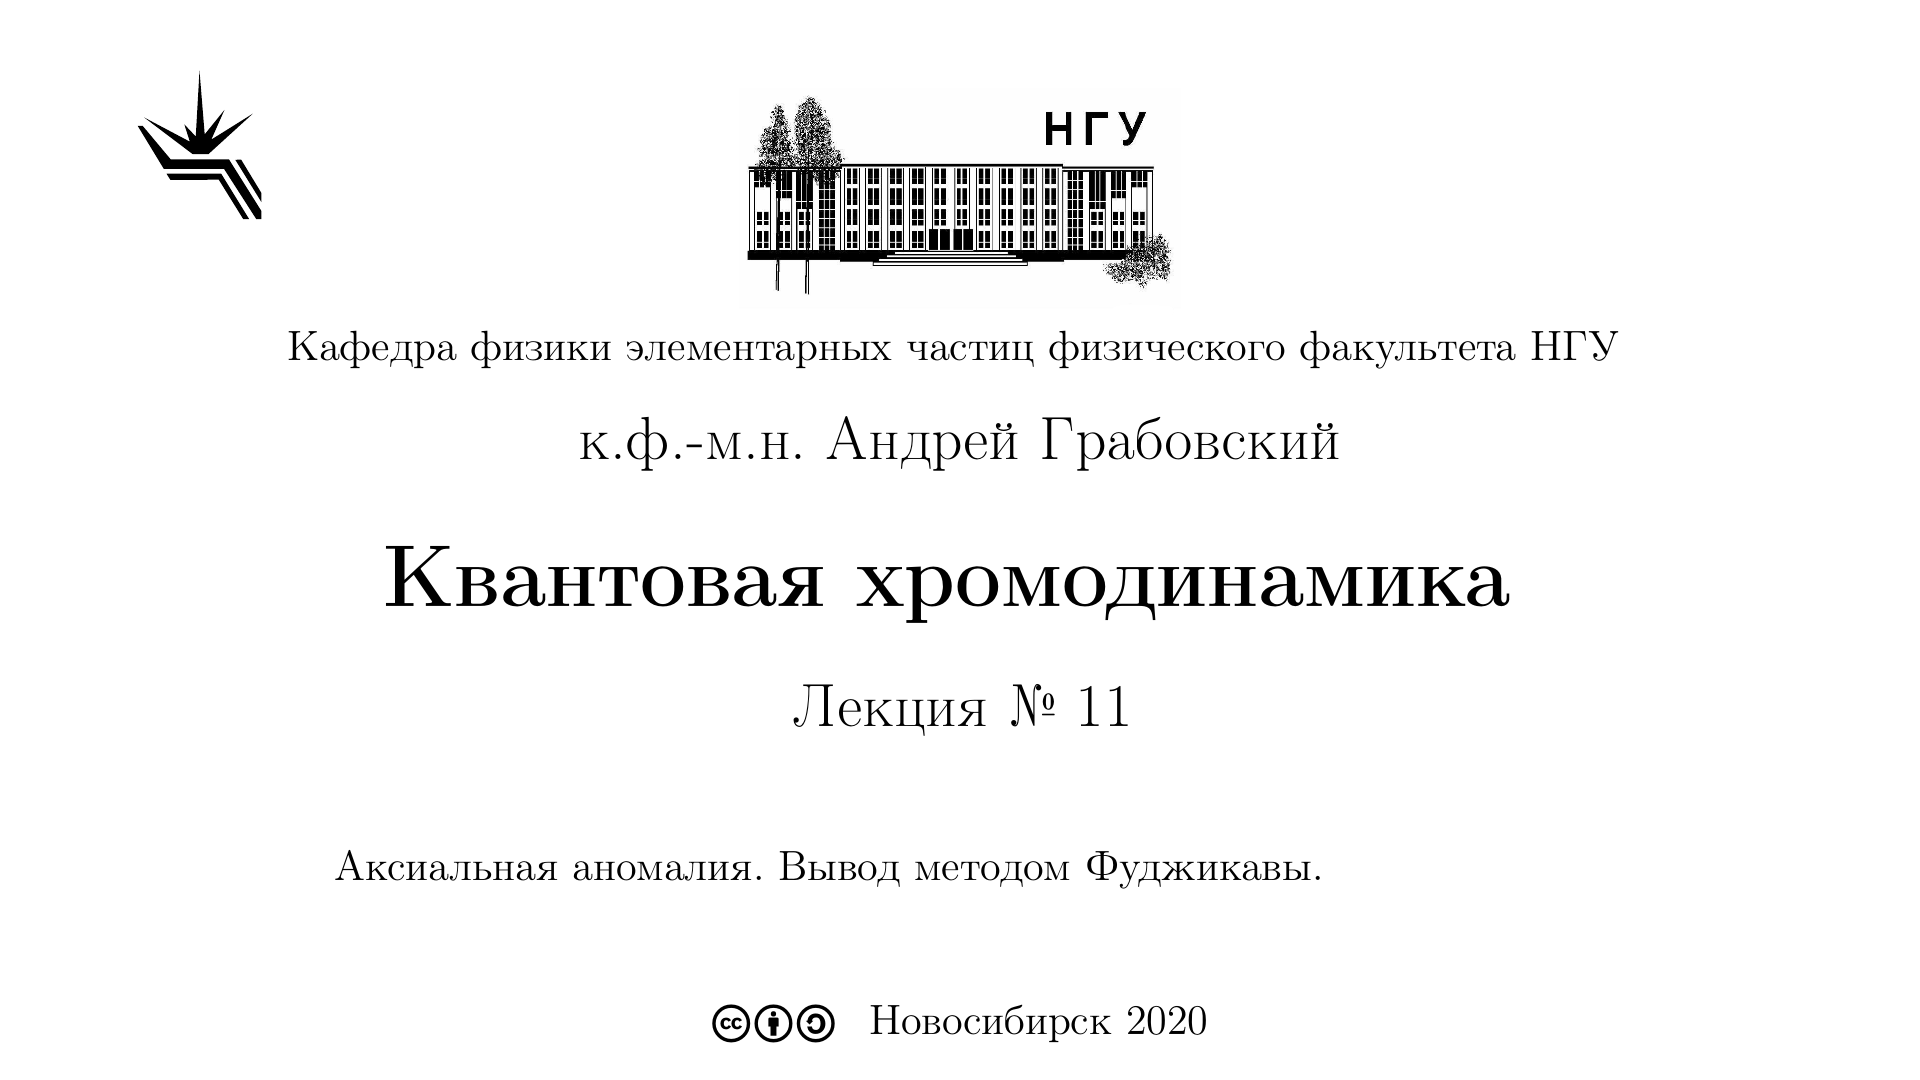 НГУ
Кафедра физики элементарных частиц физического факультета НГУ
к.ф.-м.н. Андрей Грабовский
Квантовая хромодинамика
Лекция № 11
Аксиальная аномалия. Вывод методом Фуджикавы.
cc Новосибирск 2020